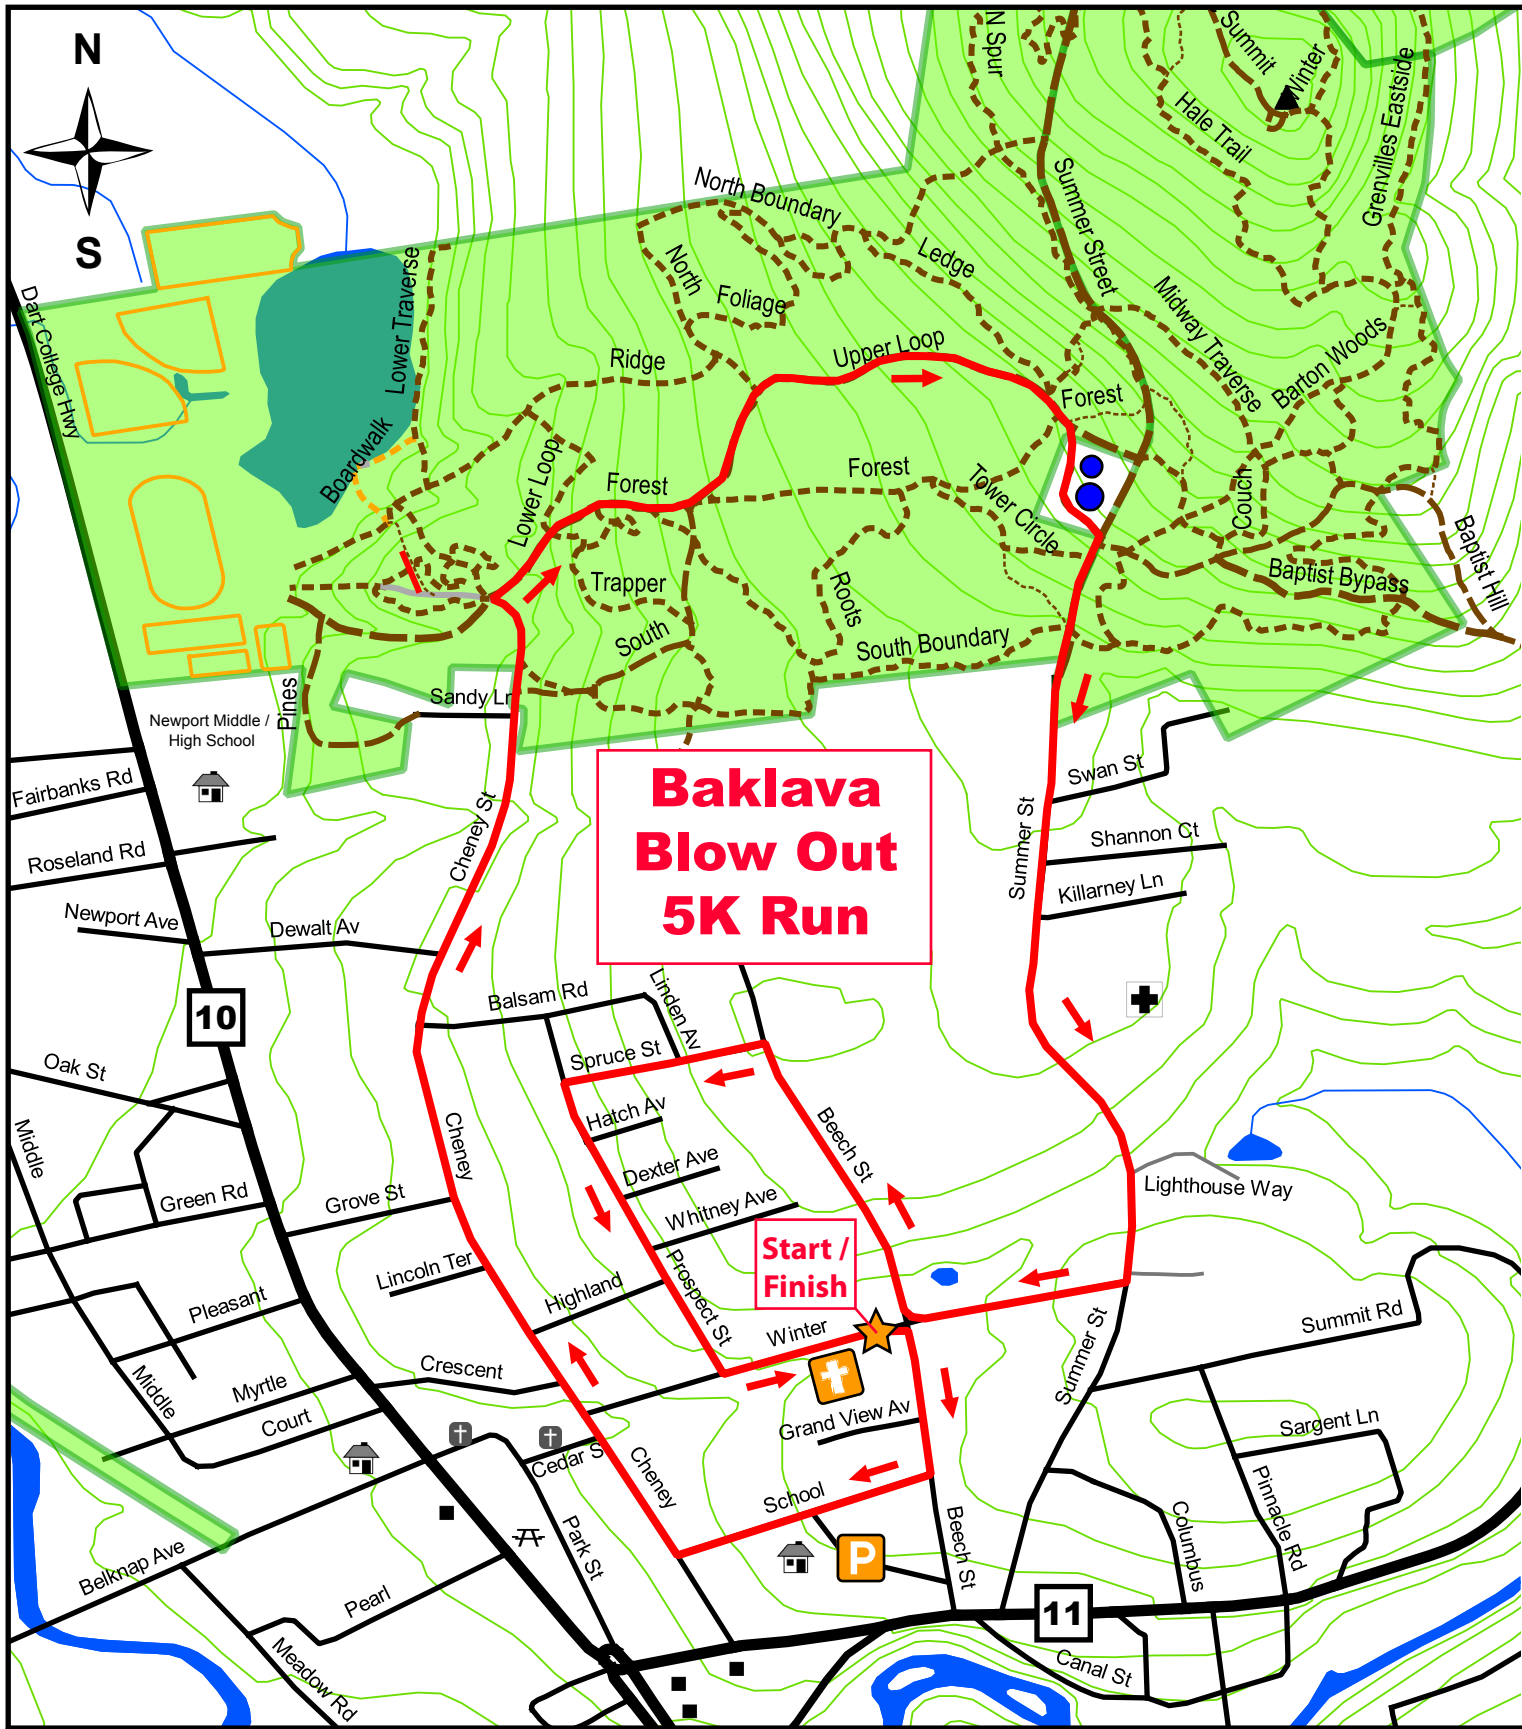 N
S
N Spur
Summit
Winter
Hale Trail
Grenvilles Eastside
Summer Street
North Boundary
Ledge
North
Foliage
Lower Traverse
Dart College Hwy
Ridge
Upper Loop
Midway Traverse
Barton Woods
Forest
Boardwalk
Lower Loop
Forest
Forest
Tower Circle
Couch
Baptist Hill
Baptist Bypass
Trapper
Roots
South
South Boundary
Pines
Sandy Ln
Newport Middle /
High School
Fairbanks Rd
Roseland Rd
Newport Ave
Dewalt Av
Cheney St
Baklava
Blow Out
5K Run
Swan St
Summer St
Shannon Ct
Killarney Ln
10
Balsam Rd
Linden Av
Spruce St
Oak St
Middle
Hatch Av
Cheney
Dexter Ave
Beech St
Green Rd
Grove St
Whitney Ave
Lighthouse Way
Start /
Finish
Lincoln Ter
Highland
Prospect St
Winter
Pleasant
Summit Rd
Summer St
Middle
Myrtle
Court
Crescent
Grand View Av
Sargent Ln
Cedar S
Cheney
School
Pinnacle Rd
Columbus
Park St
P
Beech St
Belknap Ave
Pearl
11
Meadow Rd
Canal St